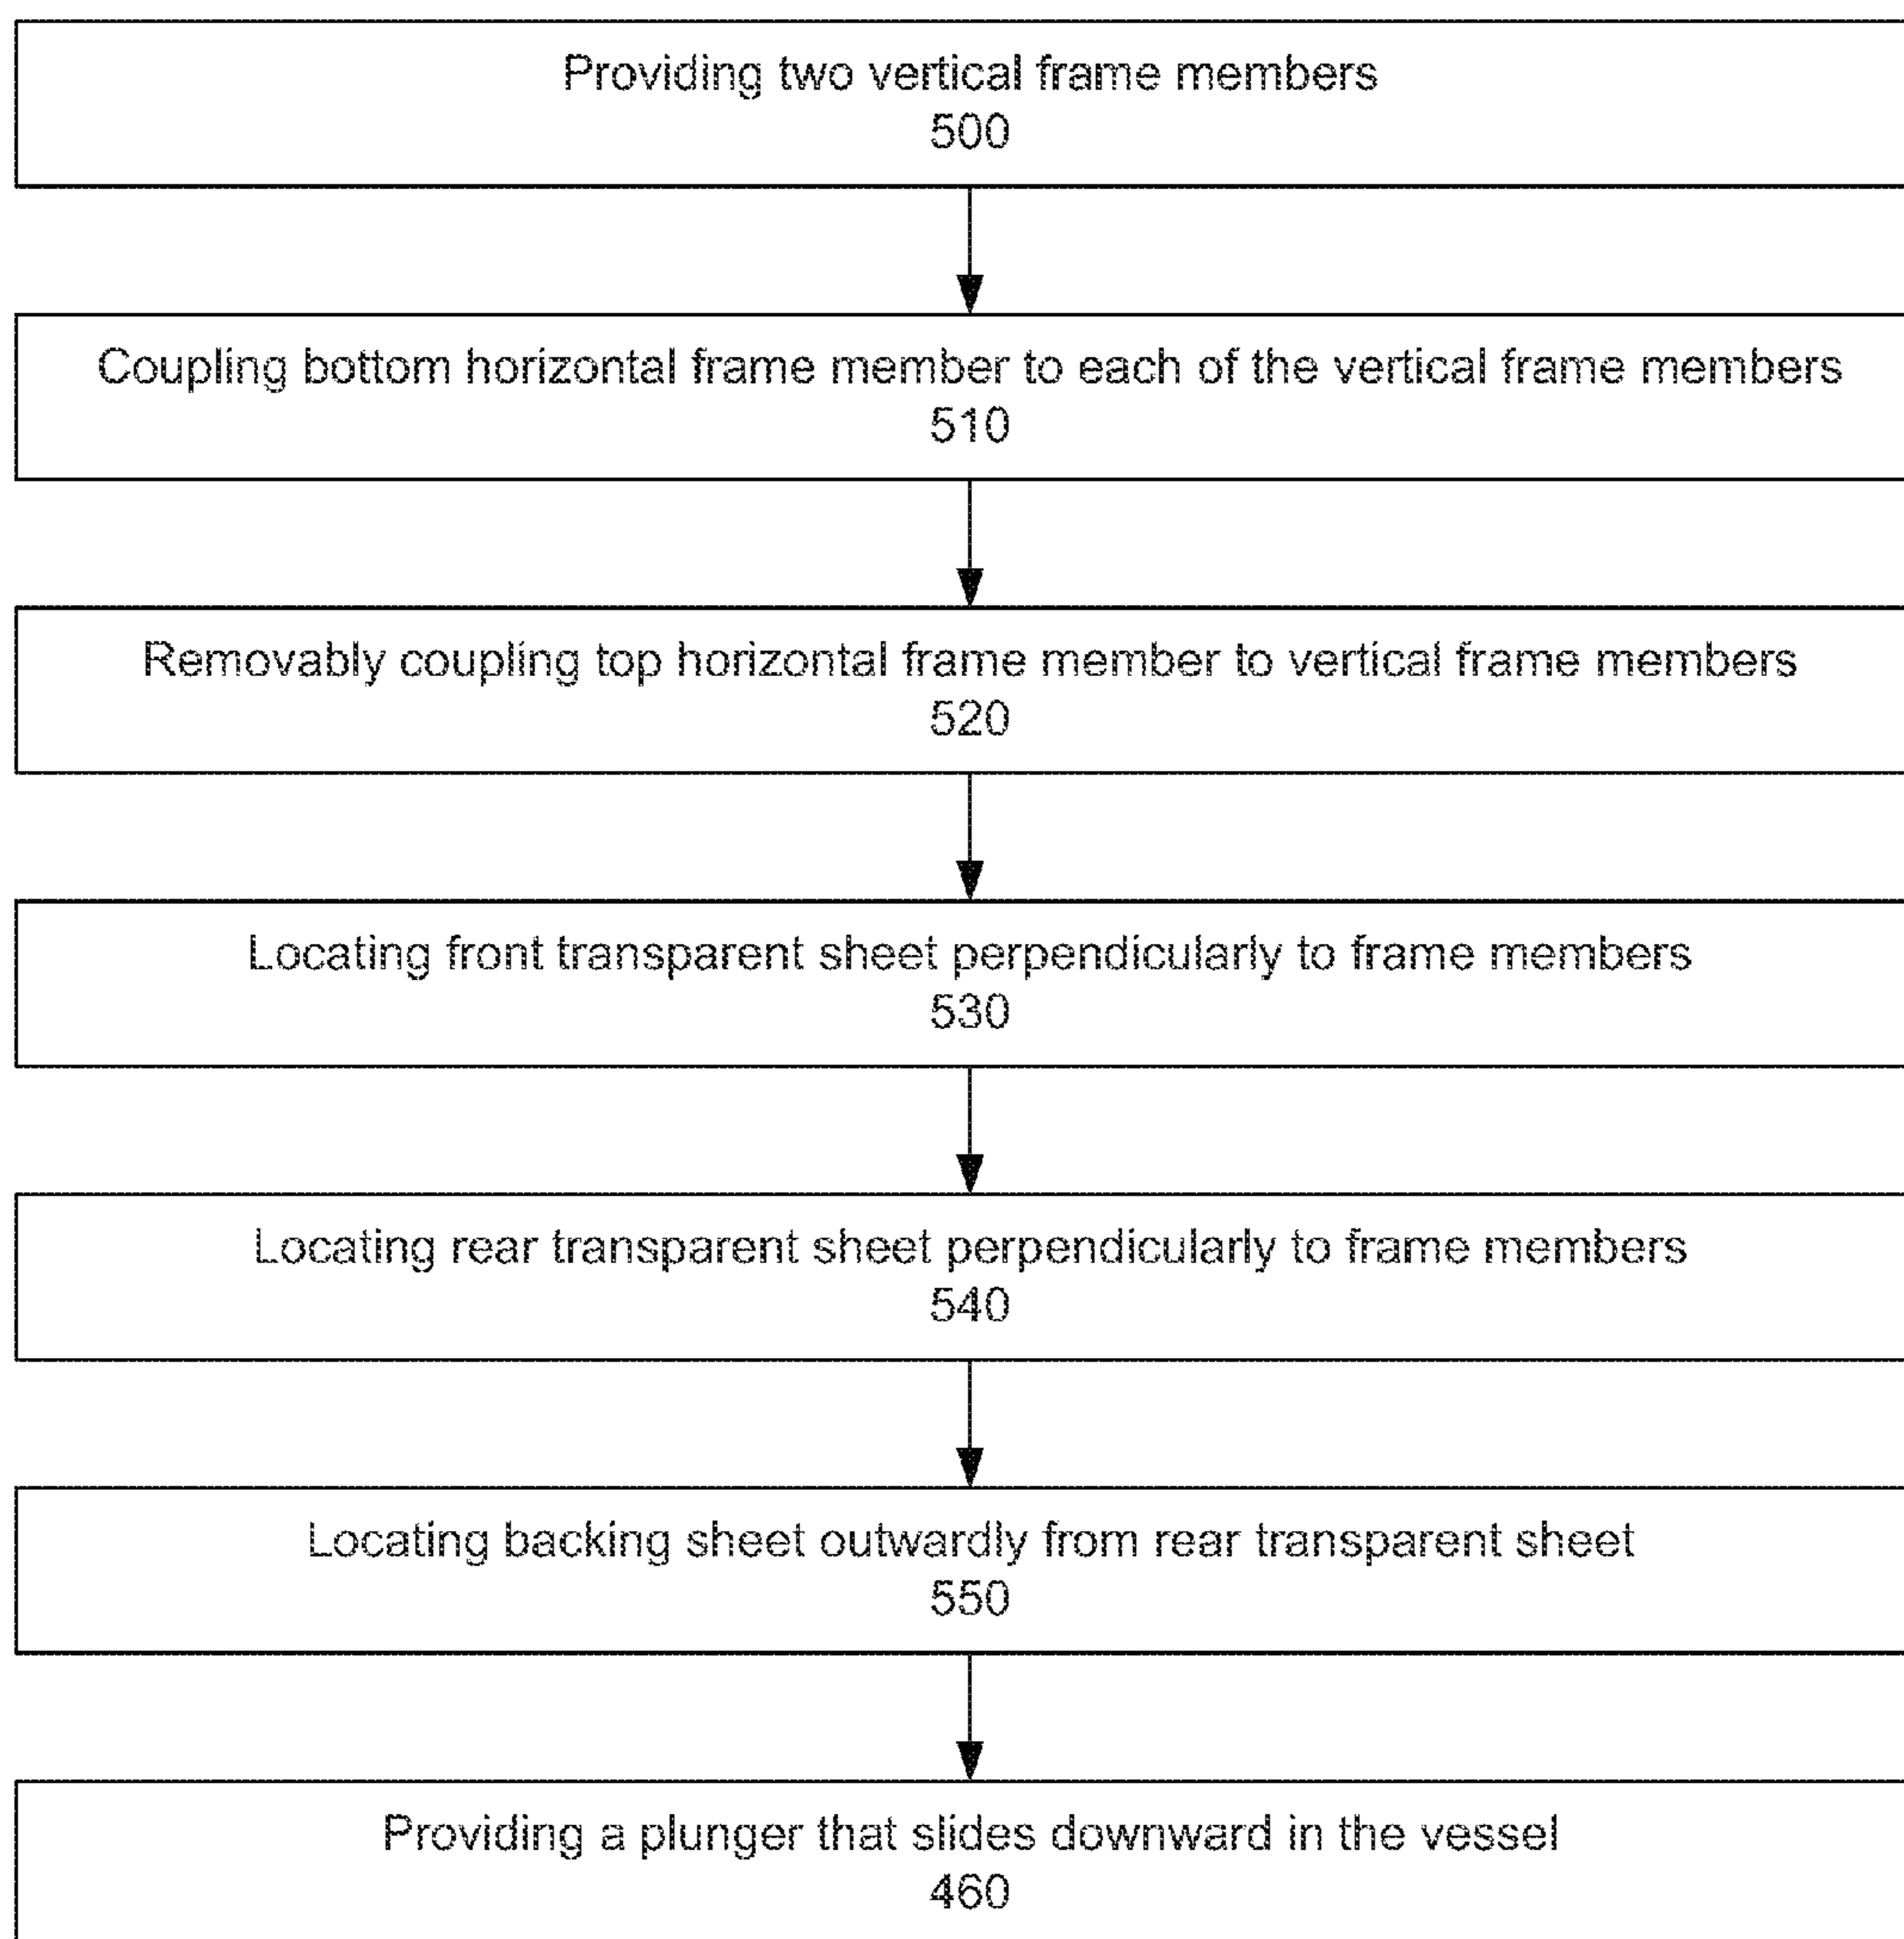 Providing two vertical frame members
500
Coupling bottom horizontal frame member to each of the vertical frame members
510
Removably coupling top horizontal frame member to vertical frame members
520
Locating front transparent sheet perpendicularly to frame members
530
Locating rear transparent sheet perpendicularly to frame members
540
Locating backing sheet outwardly from rear transparent sheet
550
Providing a plunger that slides downward in the vessel
460